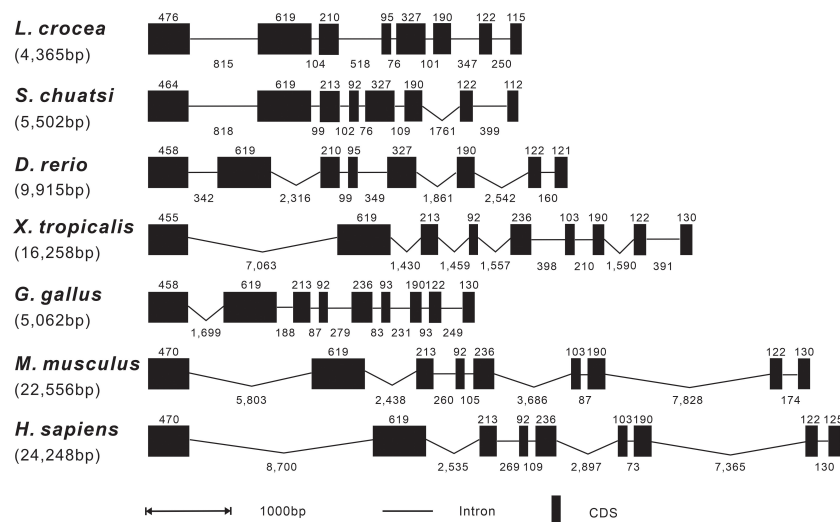 476 619 210 95 327 190 122 115
L. crocea
(4,365bp)
815 104 518 76 101 347 250
464 619 213 92 327 190 122 112
S. chuatsi
(5,502bp)
818 99 102 76 109 1761 399
458 619 210 95 327 190 122 121
D. rerio
(9,915bp)
342 2,316 99 349 1,861 2,542 160
455 619 213 92 236 103 190 122 130
X. tropicalis
(16,258bp)
7,063 1,430 1,459 1,557 398 210 1,590 391
458 619 213 92 236 93 190 122 130
G. gallus
(5,062bp)
1,699 188 87 279 83 231 93 249
470 619 213 92 236 103 190 122 130
M. musculus
(22,556bp)
5,803 2,438 260 105 3,686 87 7,828 174
470 619 213 92 236 103 190 122 125
H. sapiens
(24,248bp)
8,700 2,535 269 109 2,897 73 7,365 130
1000bp Intron CDS